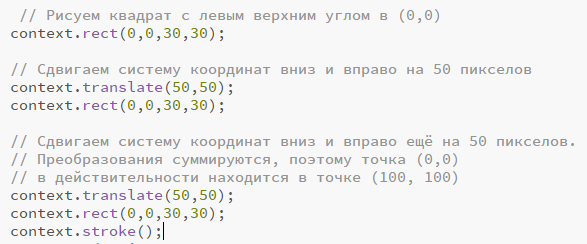 // Рисуем квадрат с левым верхним углом в (0,0)
context.rect(0,0,30,30);
// Сдвигаем систему координат вниз и вправо на 50 пикселов
context.translate(50,50);
context.rect(0,0,30,30);
// Сдвигаем систему координат вниз и вправо ещё на 50 пикселов.
// Преобразования суммируются, поэтому точка (0,0)
// в действительности находится в точке (100, 100)
context.translate(50,50);
context.rect(0,0,30,30);
context.stroke();